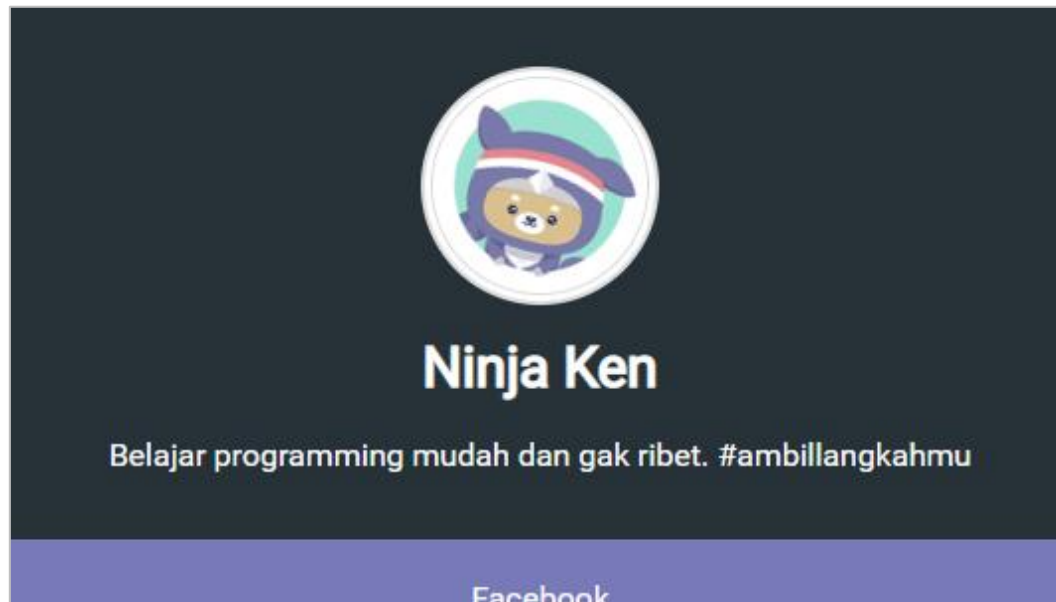 Ninja Ken
Belajar programming mudah dan gak ribet. #ambillangkahmu
Facebook